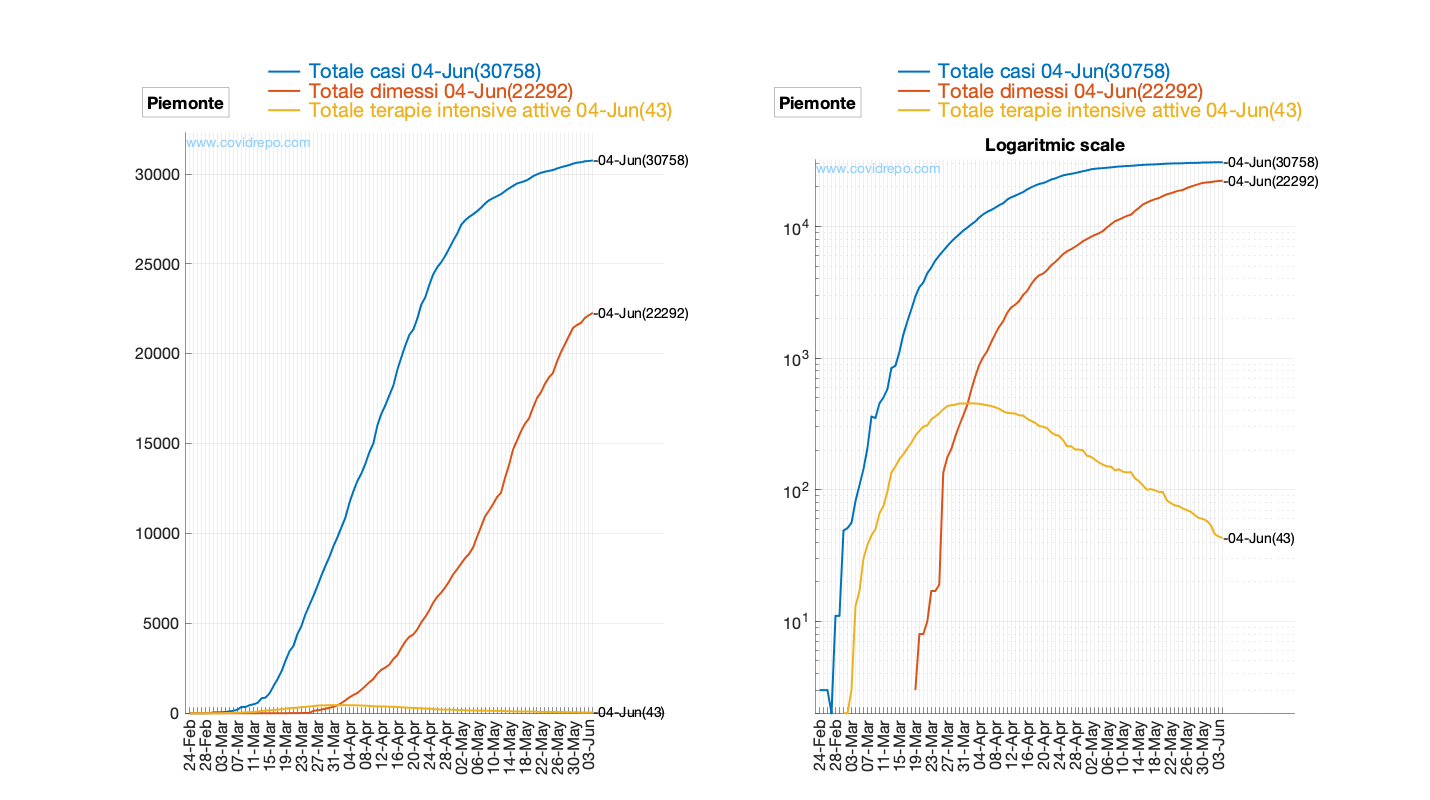 Totale casi 04-Jun(30758)
Totale dimessi 04-Jun(22292)
Totale terapie intensive attive 04-Jun(43)
Piemonte
www.covidrepo.com
30000
25000
20000
15000
10000
5000
0
04-Jun(30758)
04-Jun(22292)
04-Jun(43)
24-Feb
28-Feb
03-Mar
07-Mar
11-Mar
15-Mar
19-Mar
23-Mar
27-Mar
31-Mar
04-Apr
08-Apr
12-Apr
16-Apr
20-Apr
24-Apr
28-Apr
02-May
06-May
10-May
14-May
18-May
22-May
26-May
30-May
03-Jun
Totale casi 04-Jun(30758)
Totale dimessi 04-Jun(22292)
Totale terapie intensive attive 04-Jun(43)
Piemonte
Logaritmic scale
www.covidrepo.com
10^4
10^3
10^2
10^1
04-Jun(30758)
04-Jun(22292)
04-Jun(43)
24-Feb
28-Feb
03-Mar
07-Mar
11-Mar
15-Mar
19-Mar
23-Mar
27-Mar
31-Mar
04-Apr
08-Apr
12-Apr
16-Apr
20-Apr
24-Apr
28-Apr
02-May
06-May
10-May
14-May
18-May
22-May
26-May
30-May
03-Jun